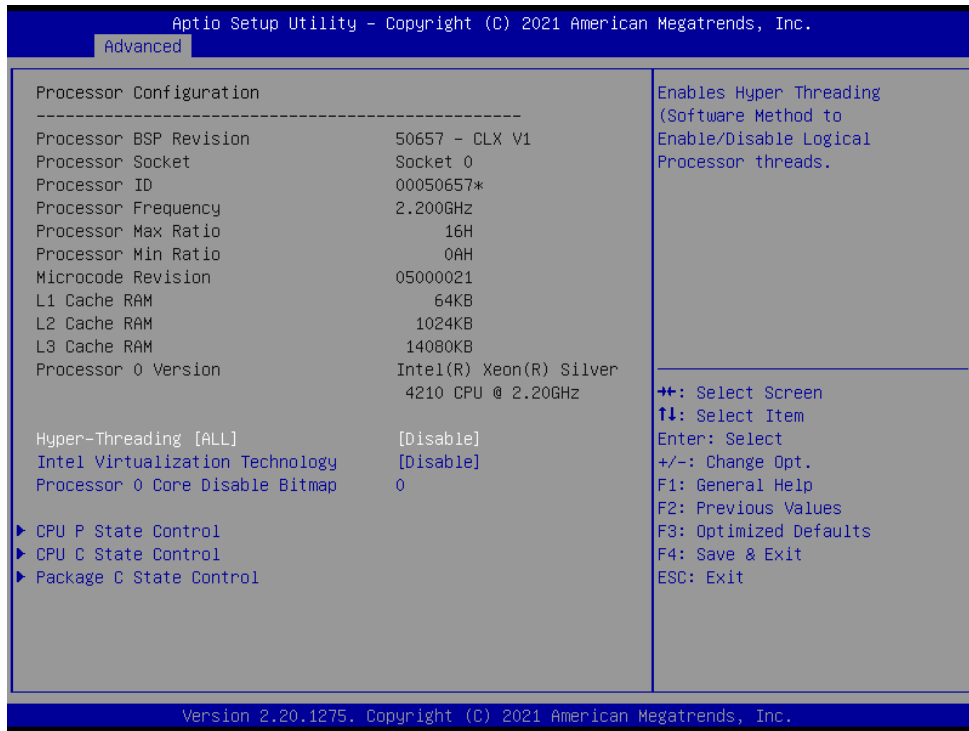 Aptio Setup Utility – Copyright (C) 2021 American Megatrends, Inc.
Advanced
Processor Configuration
--------------------------------------------------
Processor BSP Revision 50657 - CLX V1
Processor Socket Socket 0
Processor ID 00050657*
Processor Frequency 2.200GHz
Processor Max Ratio 16H
Processor Min Ratio 0AH
Microcode Revision 05000021
L1 Cache RAM 64KB
L2 Cache RAM 1024KB
L3 Cache RAM 14080KB
Processor 0 Version Intel(R) Xeon(R) Silver
4210 CPU @ 2.20GHz
Hyper-Threading [ALL] [Disable]
Intel Virtualization Technology [Disable]
Processor 0 Core Disable Bitmap 0
▶ CPU P State Control
▶ CPU C State Control
▶ Package C State Control
Enables Hyper Threading
(Software Method to
Enable/Disable Logical
Processor threads.
→←: Select Screen
↑↓: Select Item
Enter: Select
+/-: Change Opt.
F1: General Help
F2: Previous Values
F3: Optimized Defaults
F4: Save & Exit
ESC: Exit
Version 2.20.1275. Copyright (C) 2021 American Megatrends, Inc.